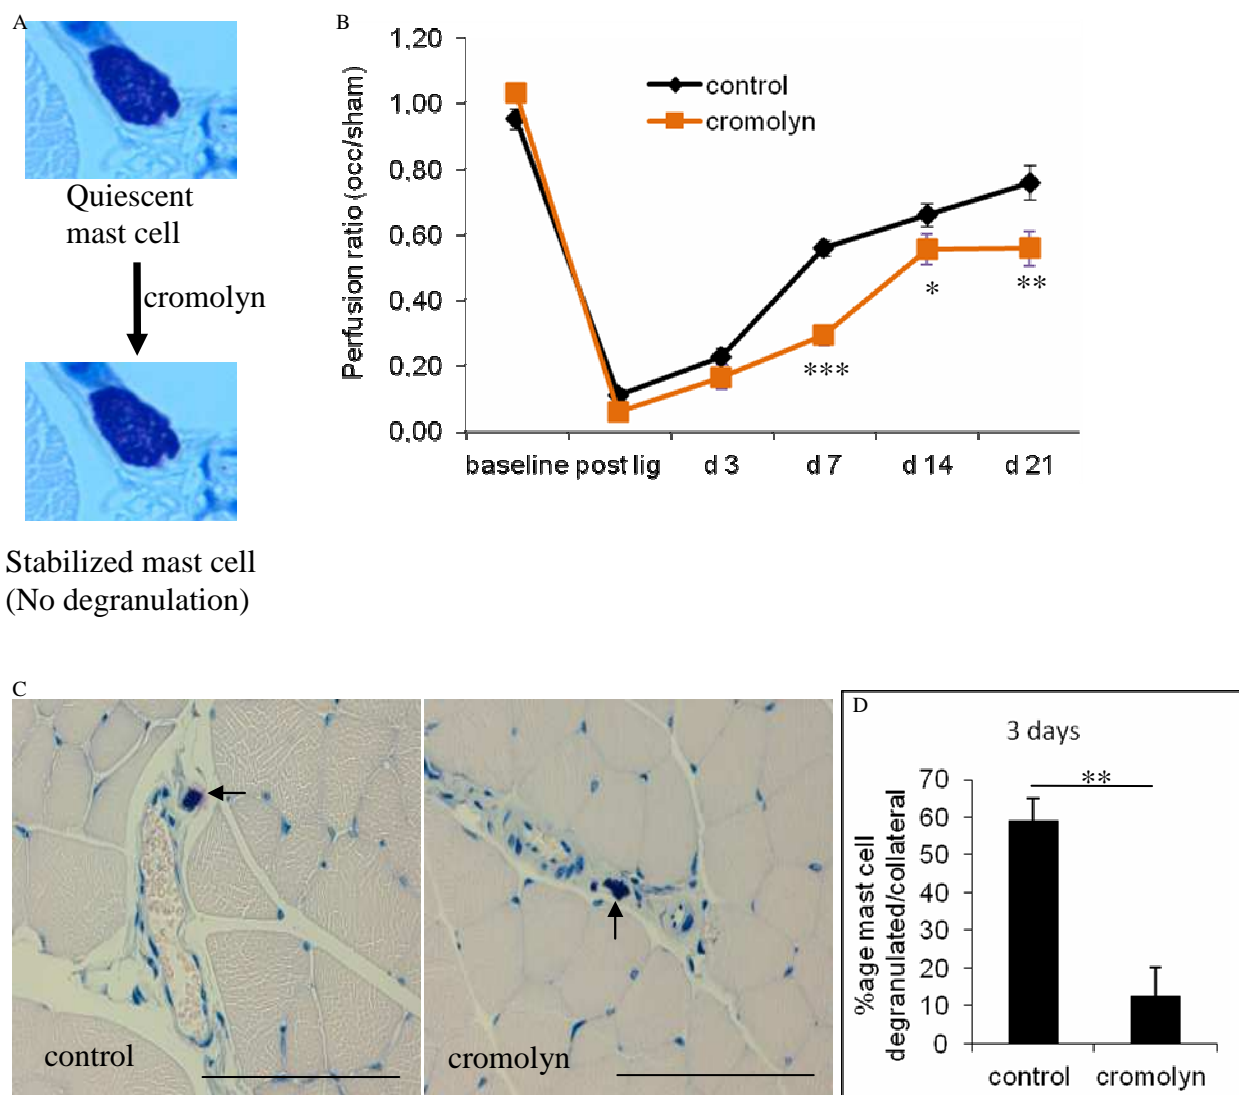 A
Quiescent
mast cell
cromolyn
Stabilized mast cell
(No degranulation)
B
Perfusion ratio (occ/sham)
1,20
1,00
0,80
0,60
0,40
0,20
0,00
control
cromolyn
***
*
**
baseline post lig d 3 d 7 d 14 d 21
C
control
cromolyn
D
3 days
**
%age mast cell
degranulated/collateral
70
60
50
40
30
20
10
0
control cromolyn